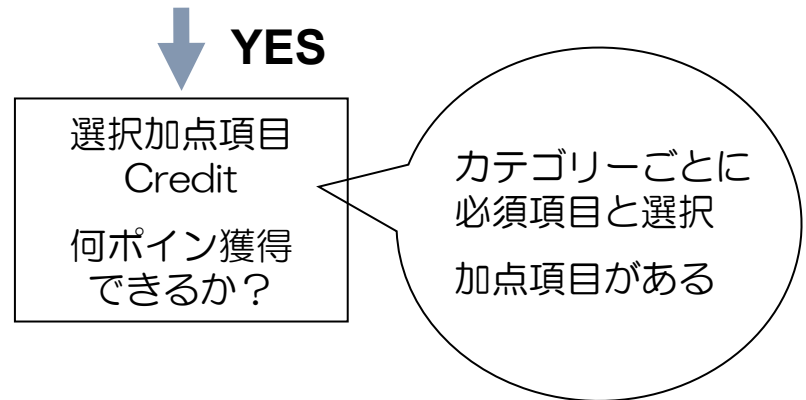 YES
選択加点項目
Credit
何ポイン獲得
できるか？
カテゴリーごとに
必須項目と選択
加点項目がある